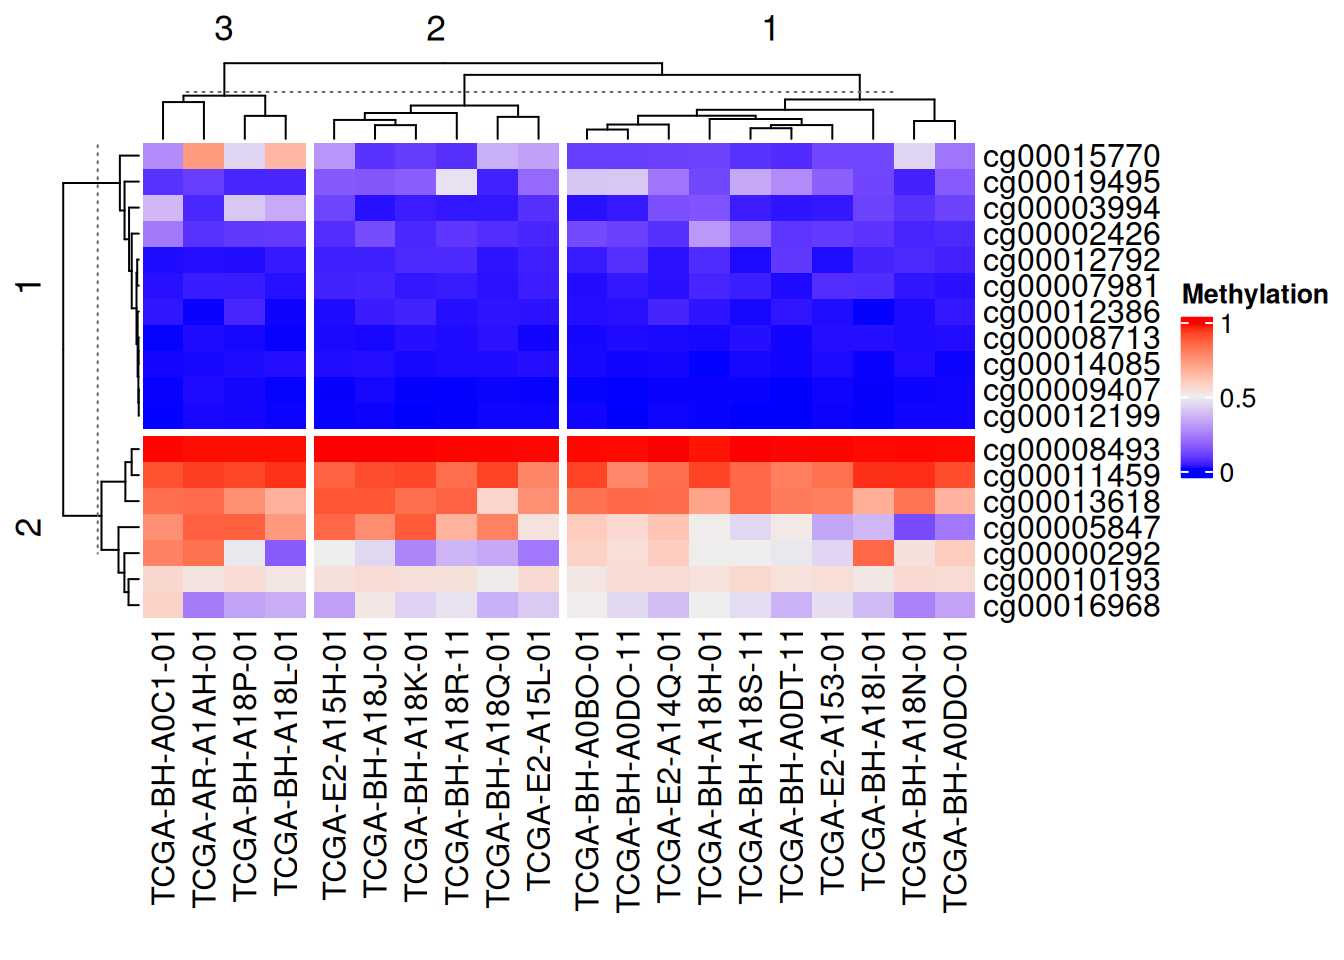 3
2
1
1
2
cg00015770
cg00019495
cg00003994
cg00002426
cg00012792
cg00007981
cg00012386
cg00008713
cg00014085
cg00009407
cg00012199
cg00008493
cg00011459
cg00013618
cg00005847
cg00000292
cg00010193
cg00016968
Methylation
1
0.5
0
TCGA-BH-A0C1-01
TCGA-AR-A1AH-01
TCGA-BH-A18P-01
TCGA-BH-A18L-01
TCGA-E2-A15H-01
TCGA-BH-A18J-01
TCGA-BH-A18K-01
TCGA-BH-A18R-11
TCGA-BH-A18Q-01
TCGA-E2-A15L-01
TCGA-BH-A0BO-01
TCGA-BH-A0DO-11
TCGA-E2-A14Q-01
TCGA-BH-A18H-01
TCGA-BH-A18S-11
TCGA-BH-A0DT-11
TCGA-E2-A153-01
TCGA-BH-A18I-01
TCGA-BH-A18N-01
TCGA-BH-A0DO-01